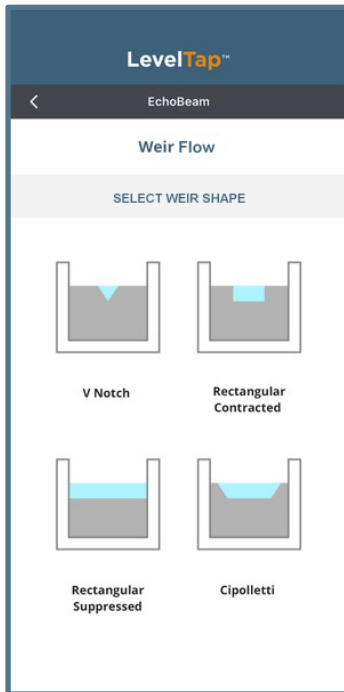 LevelTap™
EchoBeam
Weir Flow
SELECT WEIR SHAPE
V Notch
Rectangular
Contracted
Rectangular
Suppressed
Cipolletti